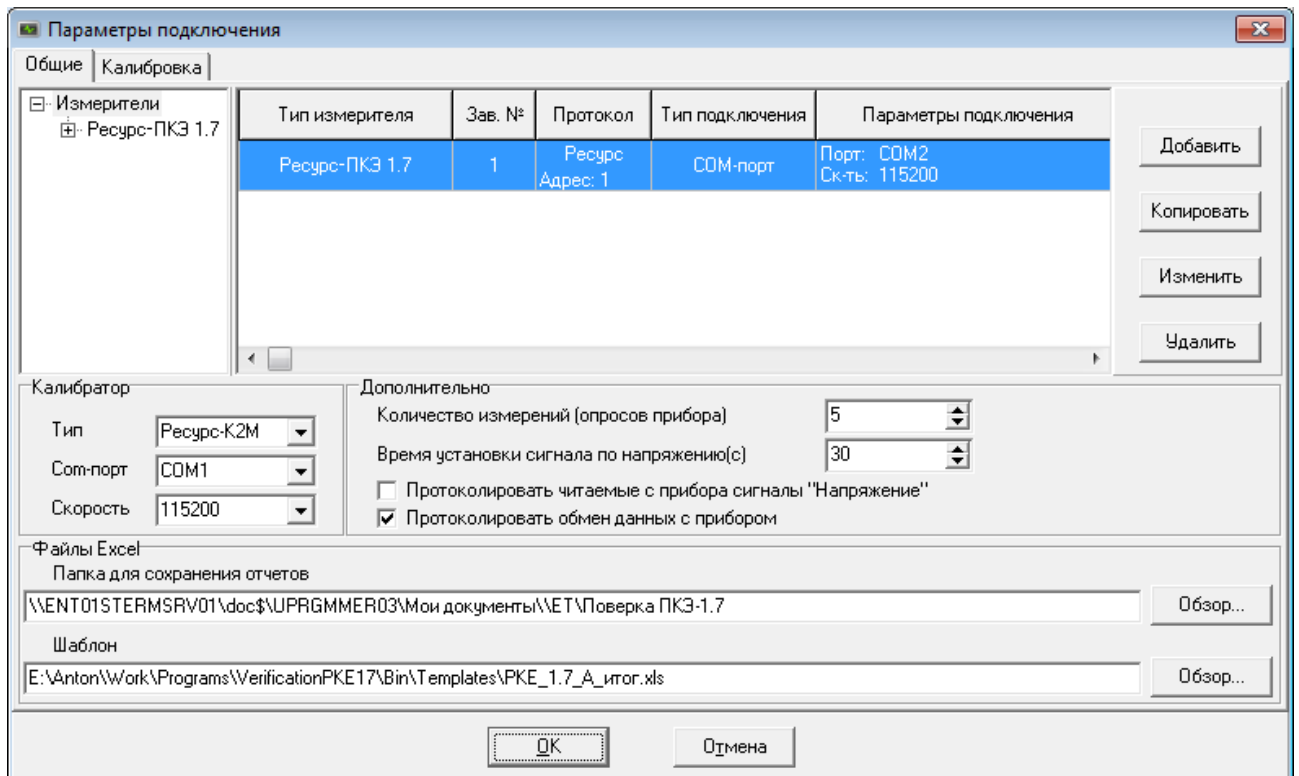 Параметры подключения
Общие Калибровка
Измерители
Ресурс-ПКЭ 1.7
Тип измерителя Зав. № Протокол Тип подключения Параметры подключения
Ресурс-ПКЭ 1.7 1 Ресурс Адрес: 1 COM-порт Порт: COM2
Ск-ть: 115200
Добавить
Копировать
Изменить
Удалить
Калибратор
Тип Ресурс-К2М
Com-порт COM1
Скорость 115200
Дополнительно
Количество измерений (опросов прибора) 5
Время установки сигнала по напряжению(с) 30
Протоколировать читаемые с прибора сигналы "Напряжение"
Протоколировать обмен данных с прибором
Файлы Excel
Папка для сохранения отчетов
\\ENT01STERMSRV01\doc$\UPRGMMER03\Мои документы\\ET\Поверка ПКЭ-1.7 Обзор...
Шаблон
E:\Anton\Work\Programs\VerificationPKE17\Bin\Templates\PKE_1.7_A_итог.xls Обзор...
OK Отмена